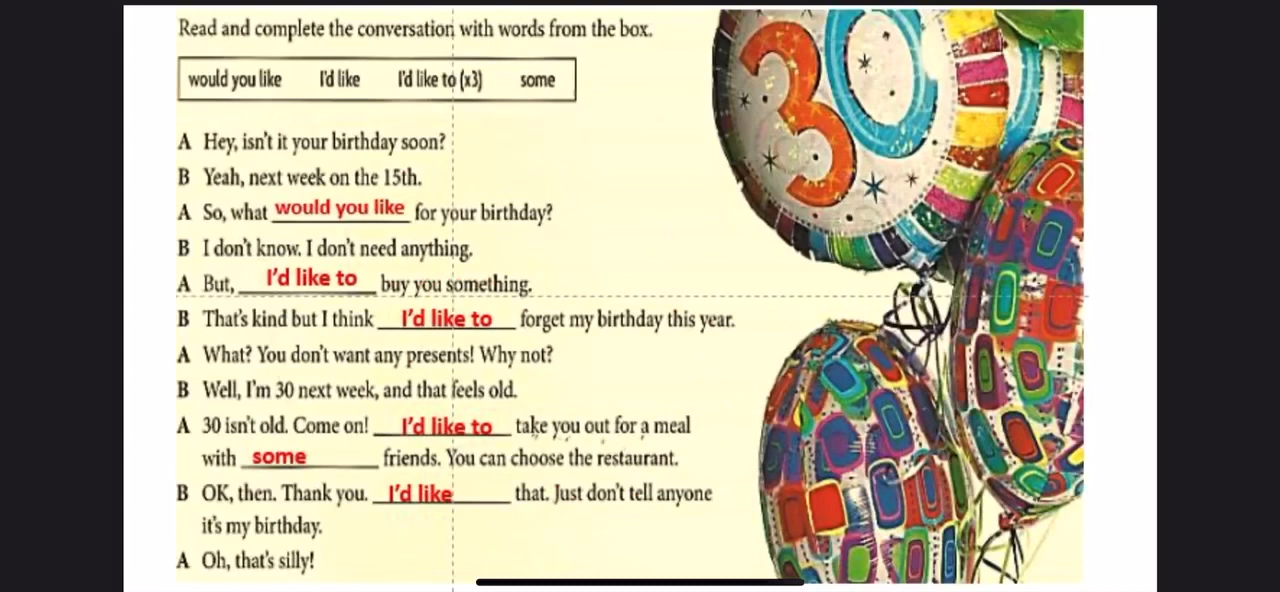 Read and complete the conversation with words from the box.
would you like I'd like I'd like to (x3) some
A Hey, isn't it your birthday soon?
B Yeah, next week on the 15th.
A So, what would you like for your birthday?
B I don't know. I don't need anything.
A But, I'd like to buy you something.
B That's kind but I think I'd like to forget my birthday this year.
A What? You don't want any presents! Why not?
B Well, I'm 30 next week, and that feels old.
A 30 isn't old. Come on! I'd like to take you out for a meal
with some friends. You can choose the restaurant.
B OK, then. Thank you. I'd like that. Just don't tell anyone
it's my birthday.
A Oh, that's silly!
30